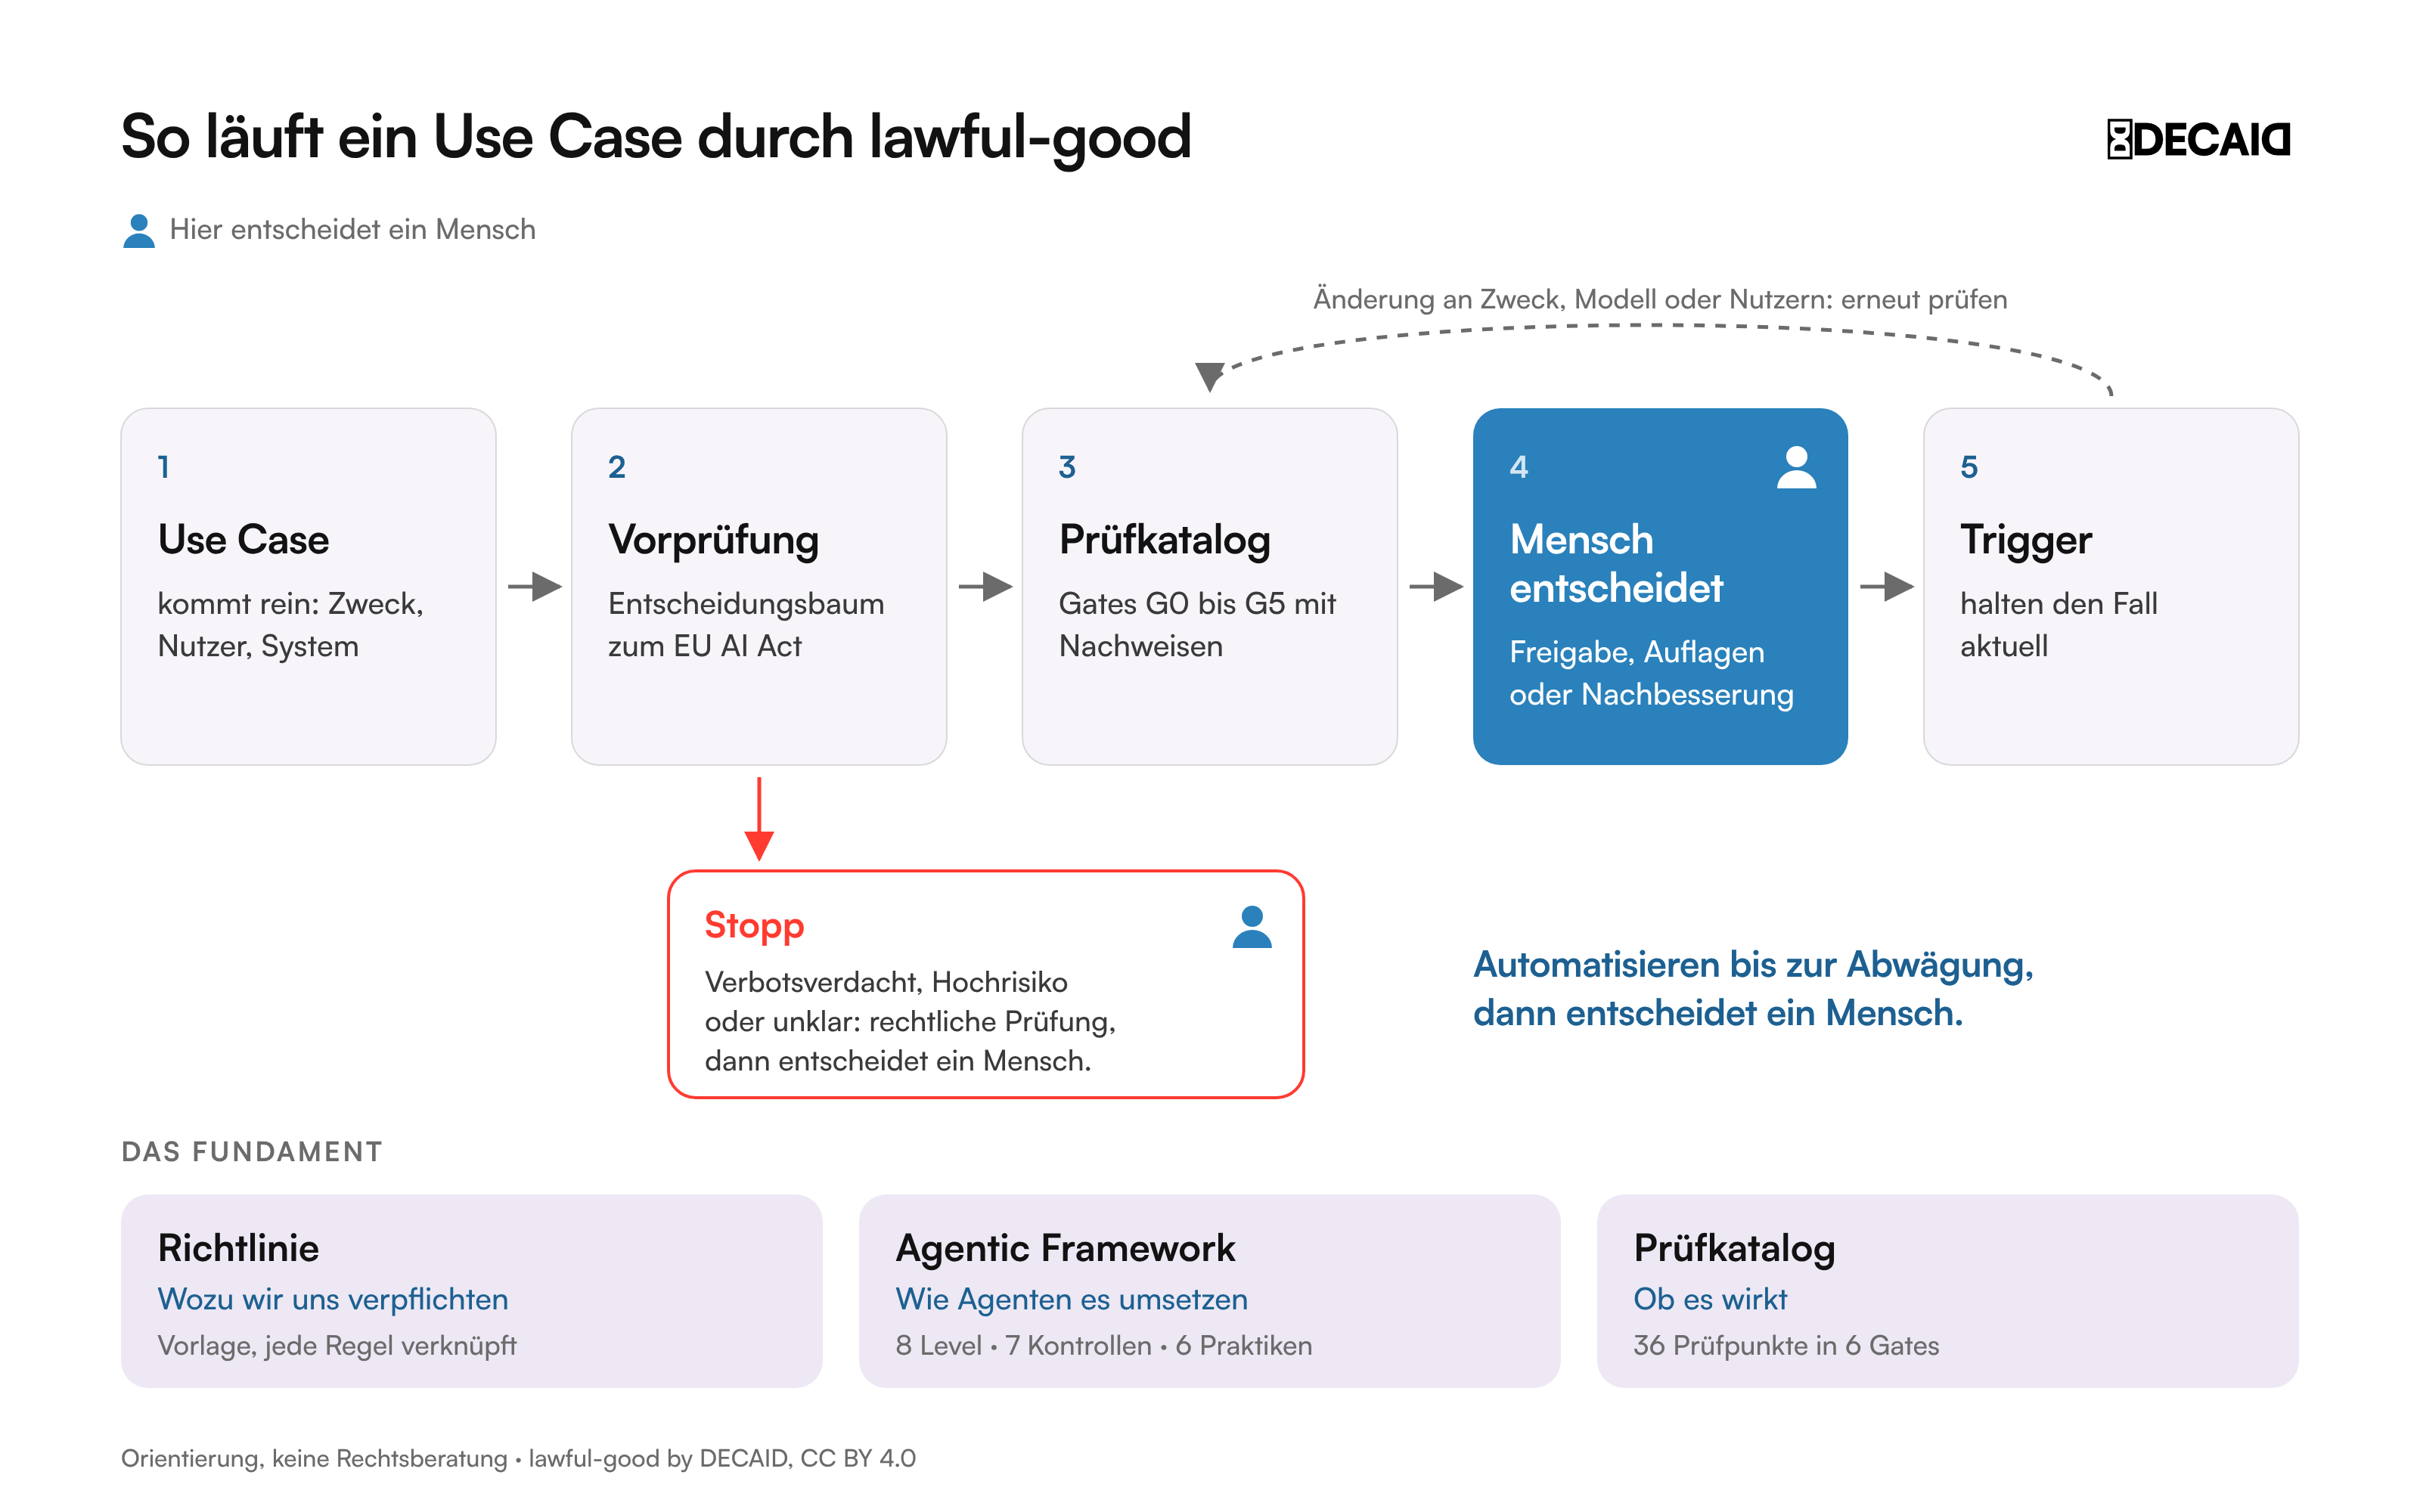 So läuft ein Use Case durch lawful-good
DECAID
Hier entscheidet ein Mensch
Änderung an Zweck, Modell oder Nutzern: erneut prüfen
1
Use Case
kommt rein: Zweck,
Nutzer, System
2
Vorprüfung
Entscheidungsbaum
zum EU AI Act
3
Prüfkatalog
Gates G0 bis G5 mit
Nachweisen
4
Mensch
entscheidet
Freigabe, Auflagen
oder Nachbesserung
5
Trigger
halten den Fall
aktuell
Stopp
Verbotsverdacht, Hochrisiko
oder unklar: rechtliche Prüfung,
dann entscheidet ein Mensch.
Automatisieren bis zur Abwägung,
dann entscheidet ein Mensch.
DAS FUNDAMENT
Richtlinie
Wozu wir uns verpflichten
Vorlage, jede Regel verknüpft
Agentic Framework
Wie Agenten es umsetzen
8 Level · 7 Kontrollen · 6 Praktiken
Prüfkatalog
Ob es wirkt
36 Prüfpunkte in 6 Gates
Orientierung, keine Rechtsberatung · lawful-good by DECAID, CC BY 4.0